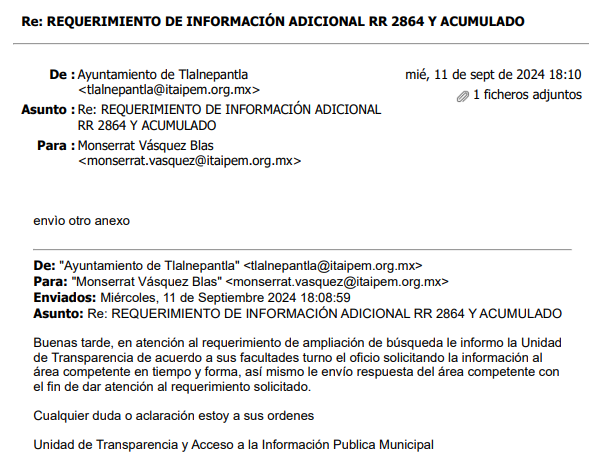 Re: REQUERIMIENTO DE INFORMACIÓN ADICIONAL RR 2864 Y ACUMULADO
De : Ayuntamiento de Tlalnepantla
<tlalnepantla@itaipem.org.mx>
mié, 11 de sept de 2024 18:10
1 ficheros adjuntos
Asunto : Re: REQUERIMIENTO DE INFORMACIÓN ADICIONAL
RR 2864 Y ACUMULADO
Para : Monserrat Vásquez Blas
<monserrat.vasquez@itaipem.org.mx>
envìo otro anexo
De: "Ayuntamiento de Tlalnepantla" <tlalnepantla@itaipem.org.mx>
Para: "Monserrat Vásquez Blas" <monserrat.vasquez@itaipem.org.mx>
Enviados: Miércoles, 11 de Septiembre 2024 18:08:59
Asunto: Re: REQUERIMIENTO DE INFORMACIÓN ADICIONAL RR 2864 Y ACUMULADO
Buenas tarde, en atención al requerimiento de ampliación de búsqueda le informo la Unidad
de Transparencia de acuerdo a sus facultades turno el oficio solicitando la información al
área competente en tiempo y forma, así mismo le envío respuesta del área competente con
el fin de dar atención al requerimiento solicitado.
Cualquier duda o aclaración estoy a sus ordenes
Unidad de Transparencia y Acceso a la Información Publica Municipal